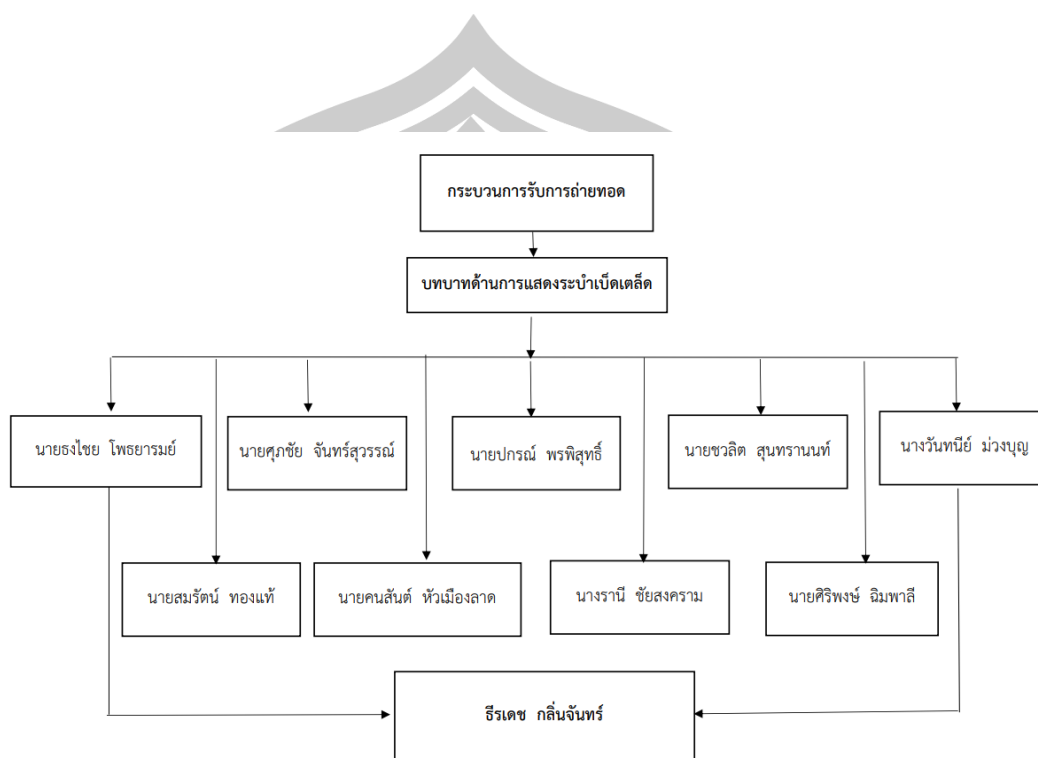 กระบวนการรับการถ่ายทอด
บทบาทด้านการแสดงระบำเบ็ดเตล็ด
นายธงไชย โพธยารมย์
นายศุภชัย จันทร์สุวรรณ์
นายปกรณ์ พรพิสุทธิ์
นายชวลิต สุนทรานนท์
นางวันทนีย์ ม่วงบุญ
นายสมรัตน์ ทองแท้
นายคนสันต์ หัวเมืองลาด
นางรานี ชัยสงคราม
นายศิริพงษ์ ฉิมพาลี
ธีรเดช กลิ่นจันทร์